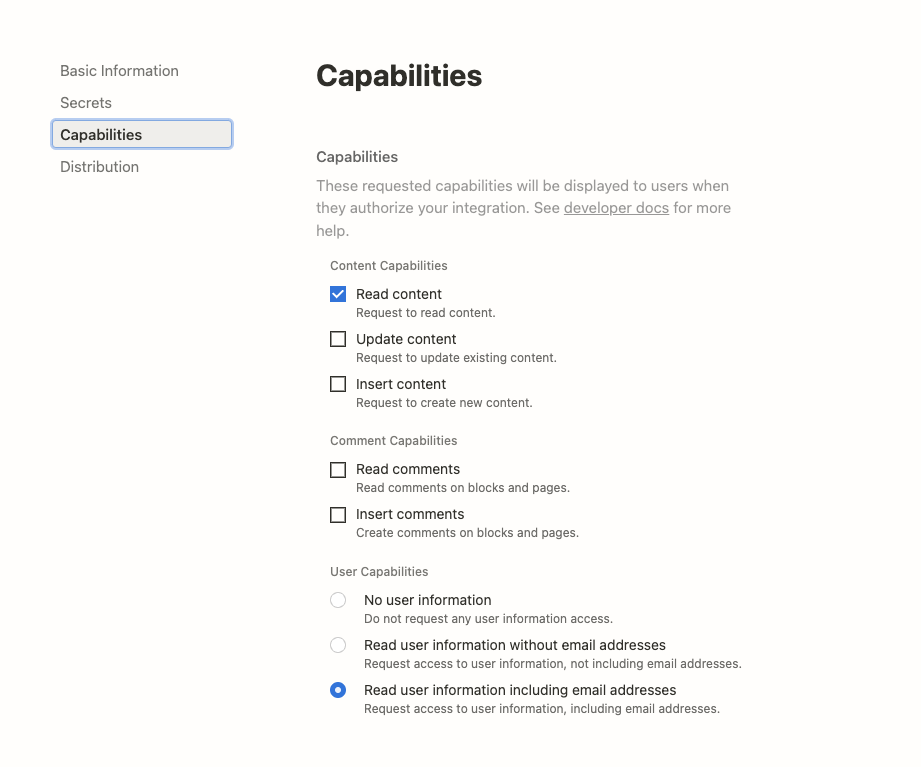 Basic Information
Secrets
Capabilities
Distribution
Capabilities
Capabilities
These requested capabilities will be displayed to users when
they authorize your integration. See developer docs for more
help.
Content Capabilities
Read content
Request to read content.
Update content
Request to update existing content.
Insert content
Request to create new content.
Comment Capabilities
Read comments
Read comments on blocks and pages.
Insert comments
Create comments on blocks and pages.
User Capabilities
No user information
Do not request any user information access.
Read user information without email addresses
Request access to user information, not including email addresses.
Read user information including email addresses
Request access to user information, including email addresses.